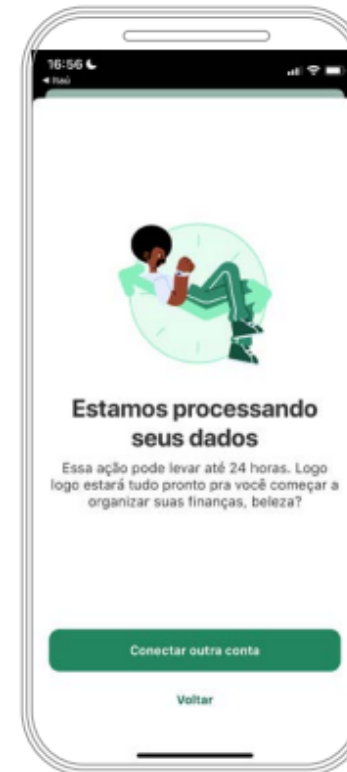 16:56
◀ Itaú
Estamos processando
seus dados
Essa ação pode levar até 24 horas. Logo
logo estará tudo pronto pra você começar a
organizar suas finanças, beleza?
Conectar outra conta
Voltar